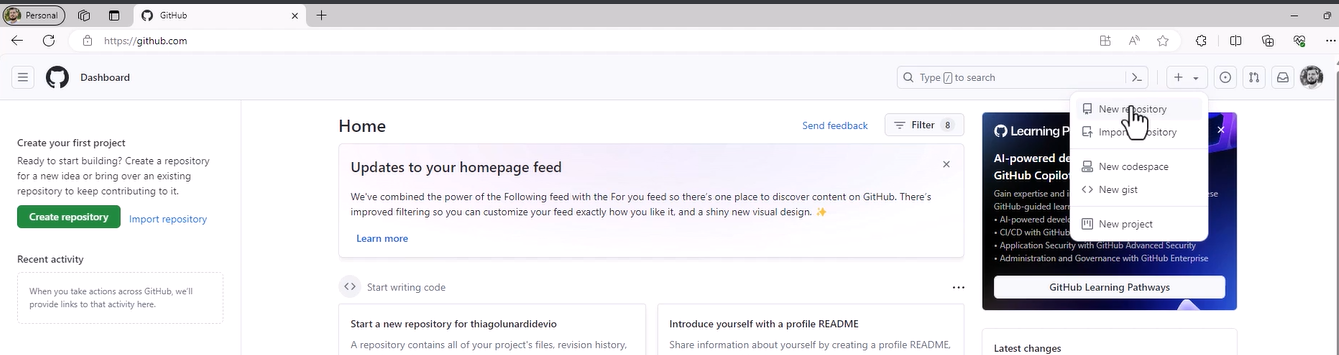 Personal
GitHub
https://github.com
Dashboard
Type / to search
New repository
Import repository
New codespace
New gist
New project
Create your first project
Ready to start building? Create a repository
for a new idea or bring over an existing
repository to keep contributing to it.
Create repository
Import repository
Recent activity
When you take actions across GitHub, we'll
provide links to that activity here.
Home
Send feedback
Filter 8
Updates to your homepage feed
We've combined the power of the Following feed with the For you feed so there's one place to discover content on GitHub. There's
improved filtering so you can customize your feed exactly how you like it, and a shiny new visual design. ✨
Learn more
Start writing code
Start a new repository for thiagolunardidevio
A repository contains all of your project's files, revision history,
Introduce yourself with a profile README
Share information about yourself by creating a profile README,
Learning
AI-powered
GitHub Copilot
Gain expertise and
GitHub-guided
• AI-powered
• CI/CD with GitHub
• Application Security with GitHub Advanced Security
• Administration and Governance with GitHub Enterprise
GitHub Learning Pathways
Latest changes